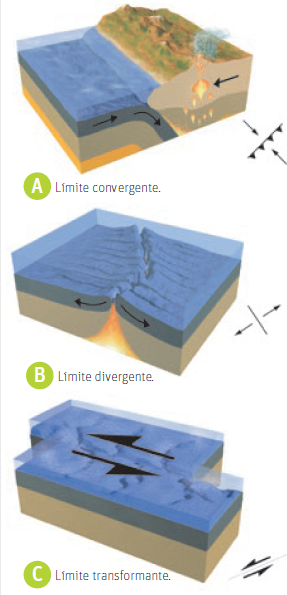 A Límite convergente.
B Límite divergente.
C Límite transformante.